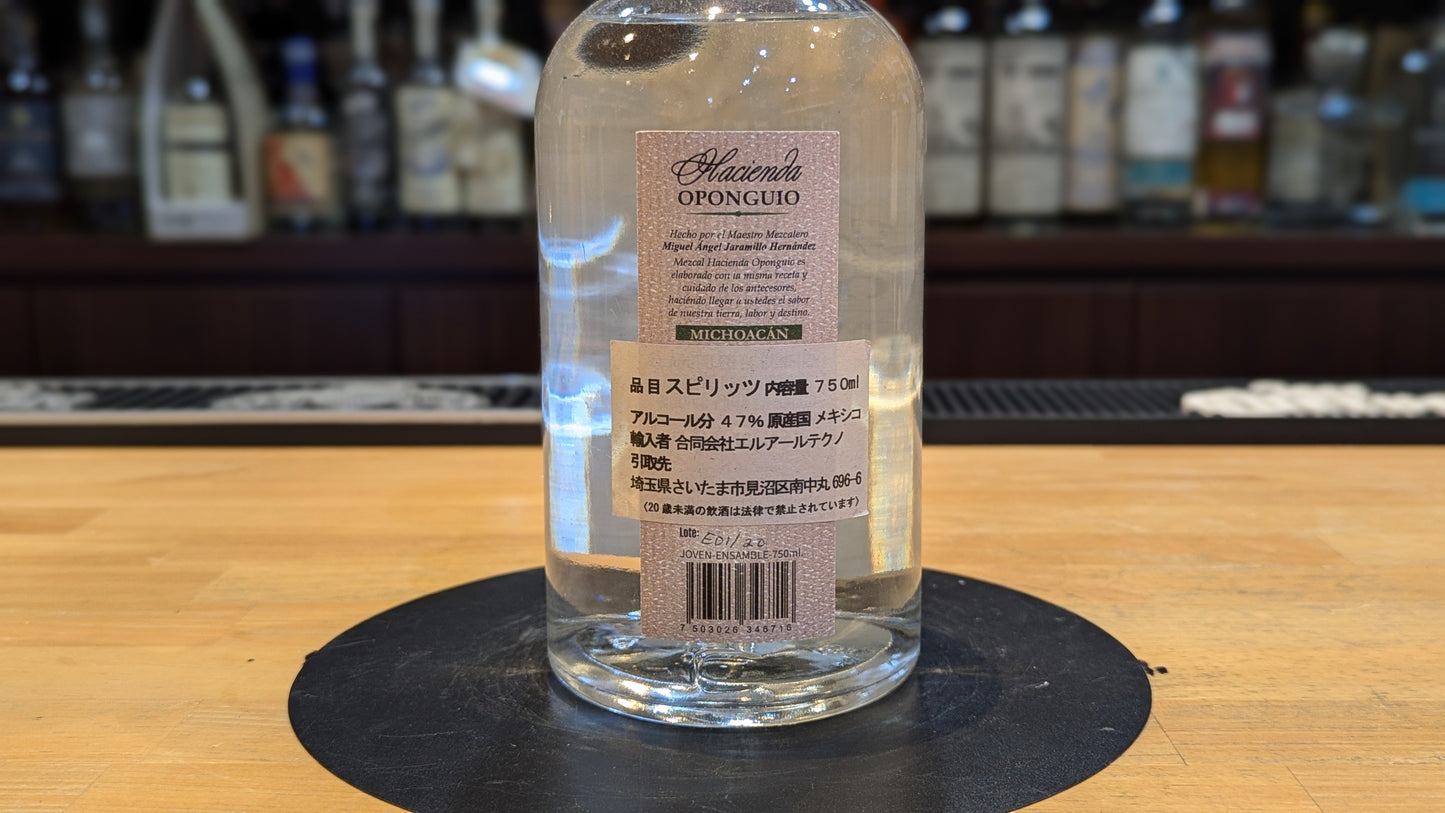 Hacienda
OPONGUIO
Hecho por el Maestro Mezcalero
Miguel Ángel Jaramillo Hernández
Mezcal Hacienda Oponguio es
elaborado con la misma receta y
cuidado de los antecesores,
haciéndo llegar a ustedes el sabor
de nuestra tierra, labor y destino.
MICHOACÁN
品目 スピリッツ 内容量 750ml
アルコール分 47% 原産国 メキシコ
輸入者 合同会社エルアールテクノ
引取先
埼玉県さいたま市見沼区南中丸 696-6
〈20 歳未満の飲酒は法律で禁止されています〉
Lote: E01/20
JOVEN-ENSAMBLE-750ml.
7 503026 346716